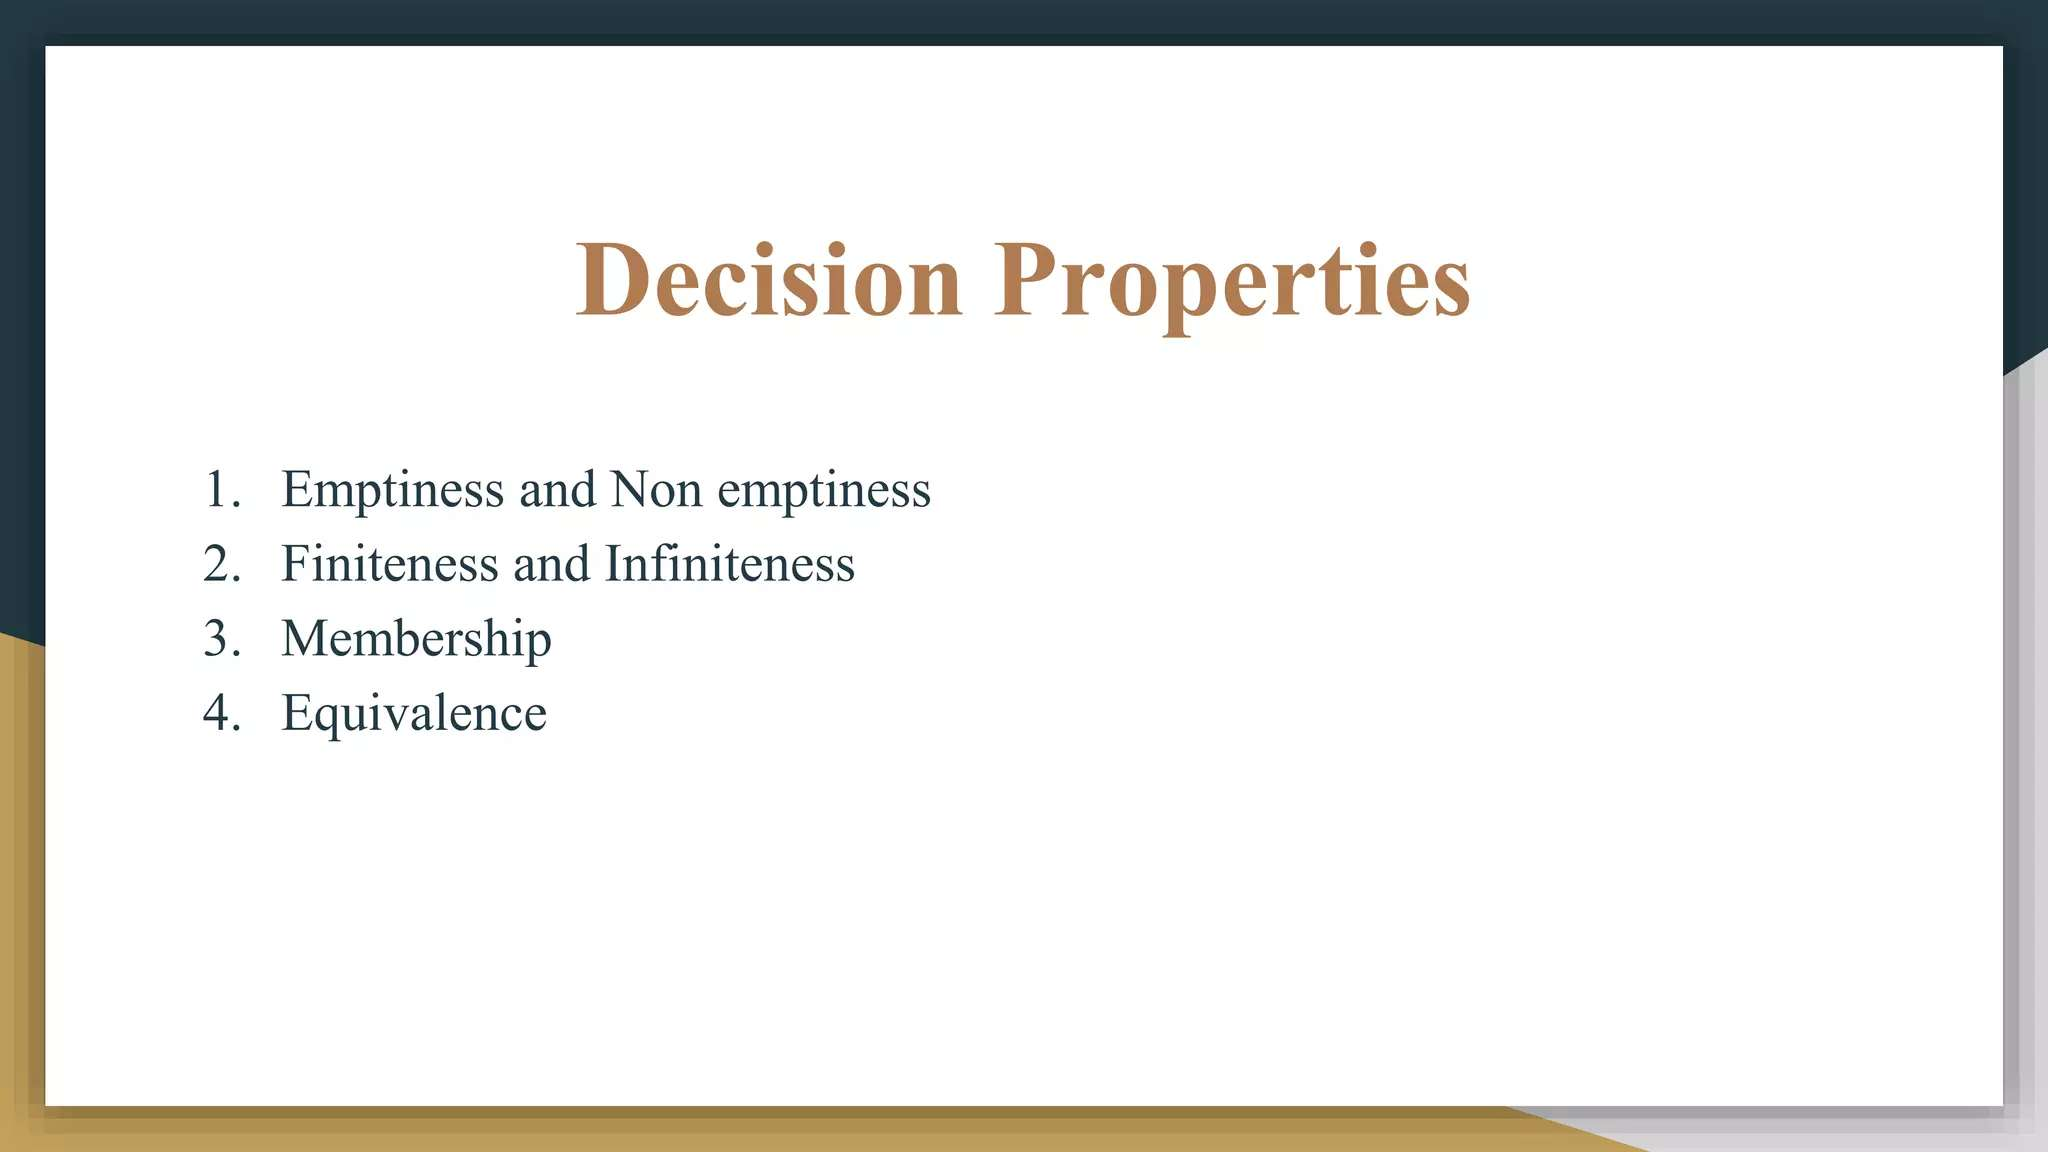 Decision Properties
1. Emptiness and Non emptiness
2. Finiteness and Infiniteness
3. Membership
4. Equivalence